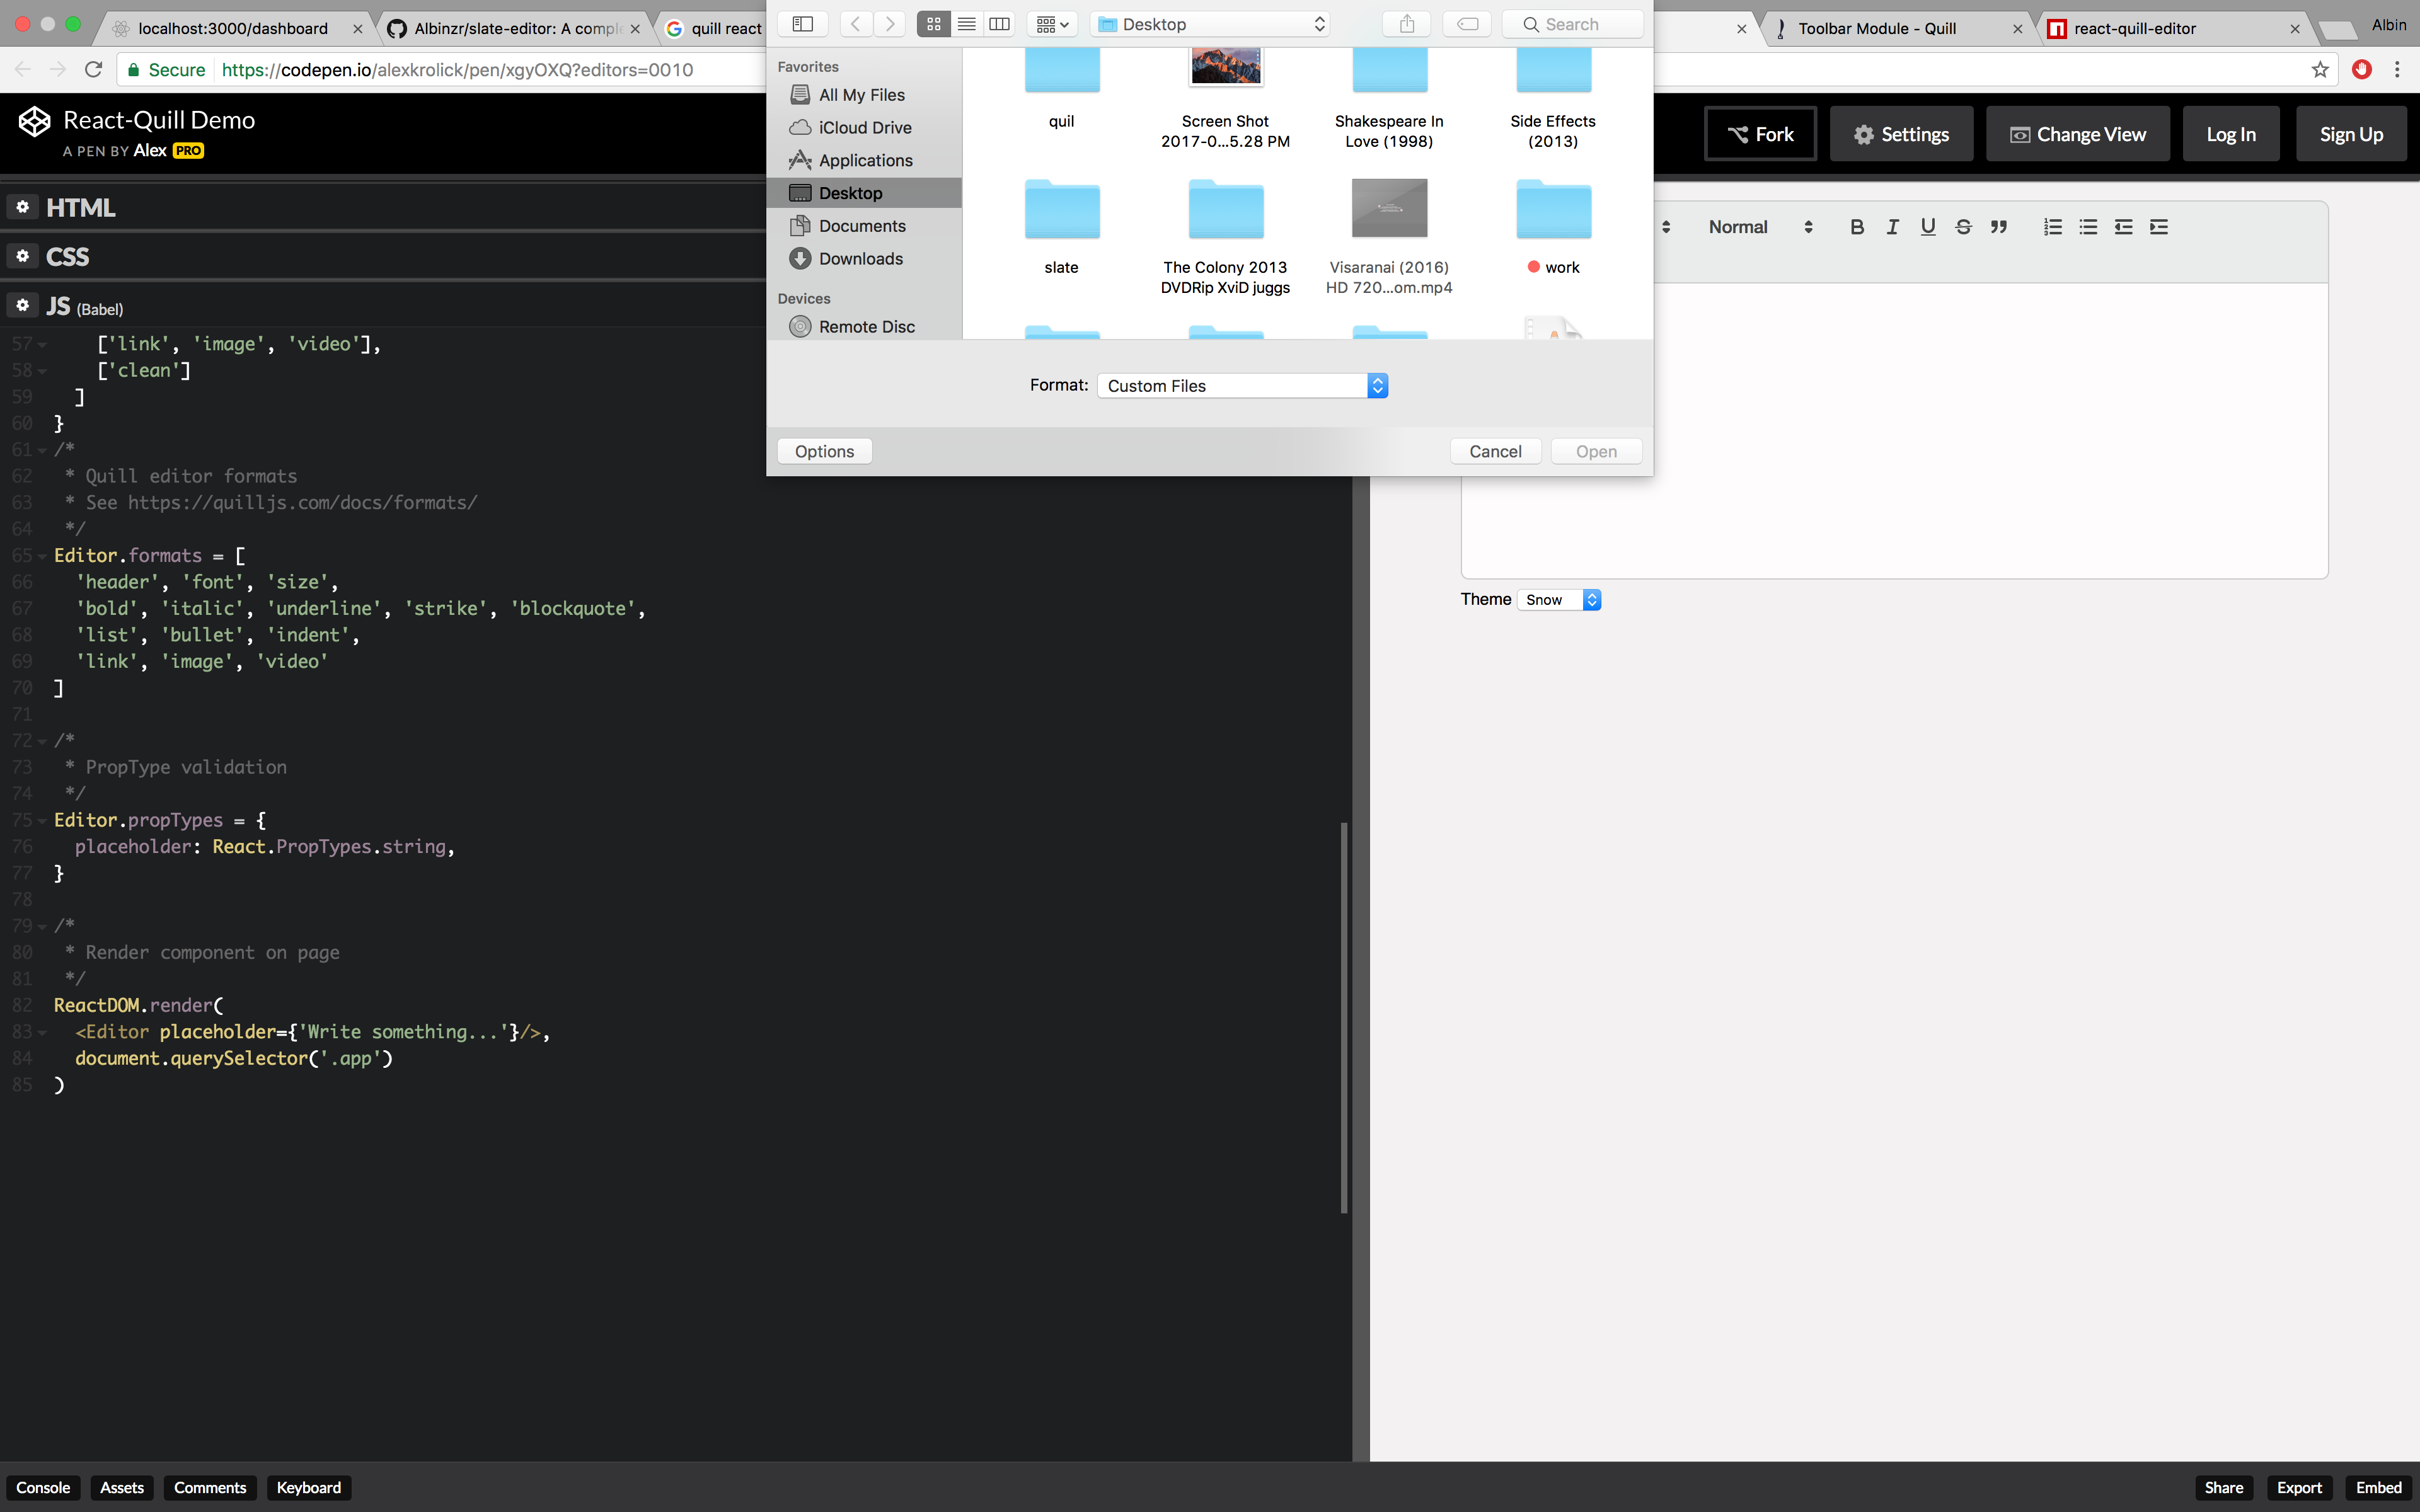 localhost:3000/dashboard
Albinzr/slate-editor: A comple
quill react
Desktop
Search
Toolbar Module - Quill
react-quill-editor
Albin
Secure
https://codepen.io/alexkrolick/pen/xgyOXQ?editors=0010
React-Quill Demo
A PEN BY Alex PRO
Fork
Settings
Change View
Log In
Sign Up
Favorites
All My Files
iCloud Drive
Applications
Desktop
Documents
Downloads
Devices
Remote Disc
quil
Screen Shot
2017-0...5.28 PM
Shakespeare In
Love (1998)
Side Effects
(2013)
slate
The Colony 2013
DVDRip XviD juggs
Visaranai (2016)
HD 720...om.mp4
work
Format: Custom Files
Options
Cancel
Open
HTML
CSS
JS (Babel)
57 ['link', 'image', 'video'],
58 ['clean']
59 ]
60 }
61 /*
62 * Quill editor formats
63 * See https://quilljs.com/docs/formats/
64 */
65 Editor.formats = [
66 'header', 'font', 'size',
67 'bold', 'italic', 'underline', 'strike', 'blockquote',
68 'list', 'bullet', 'indent',
69 'link', 'image', 'video'
70 ]
71
72 /*
73 * PropType validation
74 */
75 Editor.propTypes = {
76 placeholder: React.PropTypes.string,
77 }
78
79 /*
80 * Render component on page
81 */
82 ReactDOM.render(
83 <Editor placeholder={'Write something...'}/>,
84 document.querySelector('.app')
85 )
Normal
B I U S
Theme Snow
Console
Assets
Comments
Keyboard
Share
Export
Embed